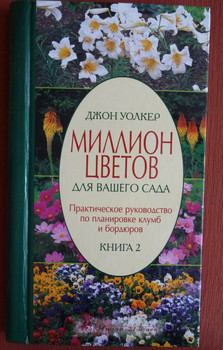 ДЖОН УОЛКЕР
МИЛЛИОН
ЦВЕТОВ
ДЛЯ ВАШЕГО САДА
Практическое руководство
по планировке клумб
и бордюров
КНИГА 2